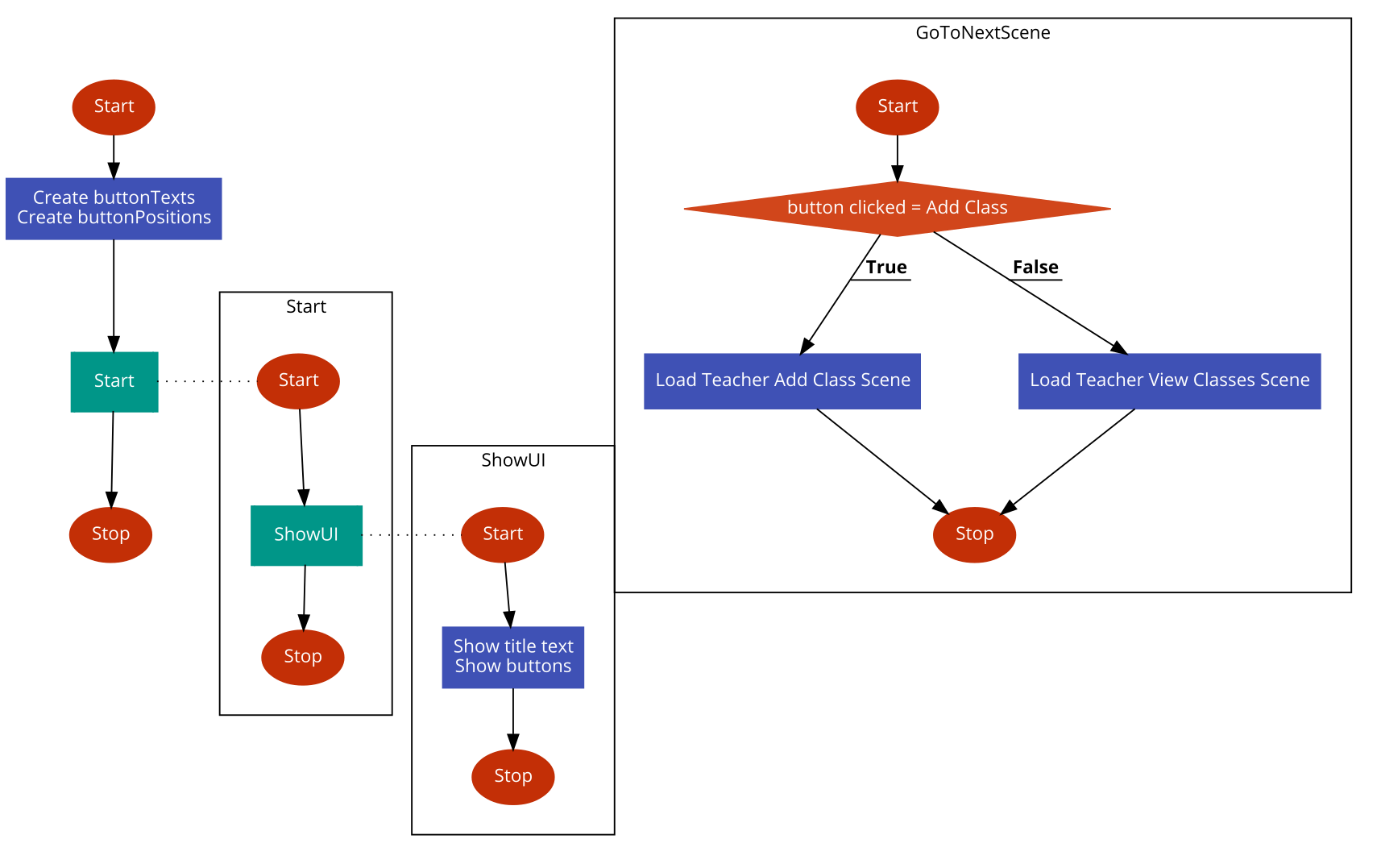 Start
Create buttonTexts
Create buttonPositions
Start
Stop
Start
Start
ShowUI
Stop
ShowUI
Start
Show title text
Show buttons
Stop
GoToNextScene
Start
button clicked = Add Class
True
False
Load Teacher Add Class Scene
Load Teacher View Classes Scene
Stop